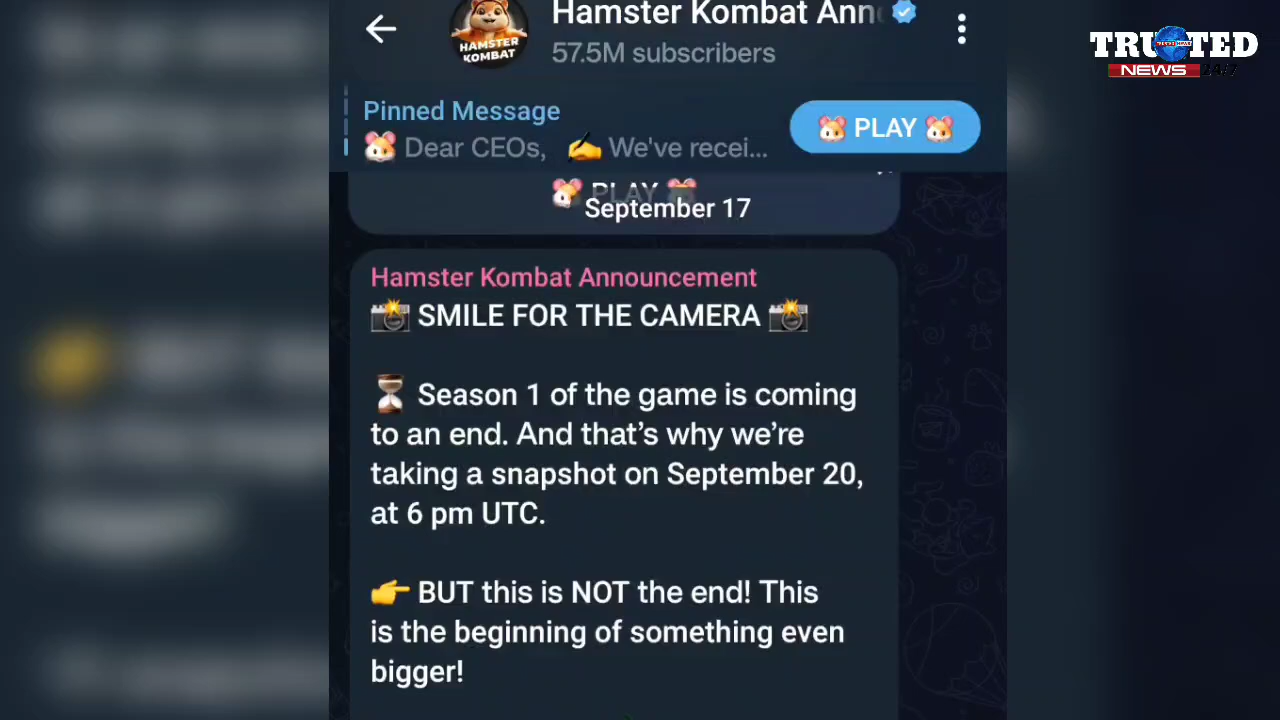 Hamster Kombat Ann
57.5M subscribers
TRUSTED
NEWS 24/7
HAMSTER
KOMBAT
Pinned Message
🐹 Dear CEOs, ✍️ We've recei...
🐹 PLAY 🐹
🐹 PLAY 🐹
September 17
Hamster Kombat Announcement
📸 SMILE FOR THE CAMERA 📸
⏳ Season 1 of the game is coming
to an end. And that's why we're
taking a snapshot on September 20,
at 6 pm UTC.
👉 BUT this is NOT the end! This
is the beginning of something even
bigger!